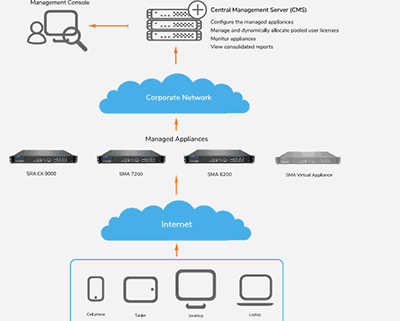 Management Console
Central Management Server (CMS)
Configure the managed appliances
Manage and dynamically allocate pooled user licenses
Monitor appliances
View consolidated reports
Corporate Network
Managed Appliances
SRA EX 9000
SMA 7200
SMA 6200
SMA Virtual Appliance
Internet
Cellphone
Tablet
Desktop
Laptop